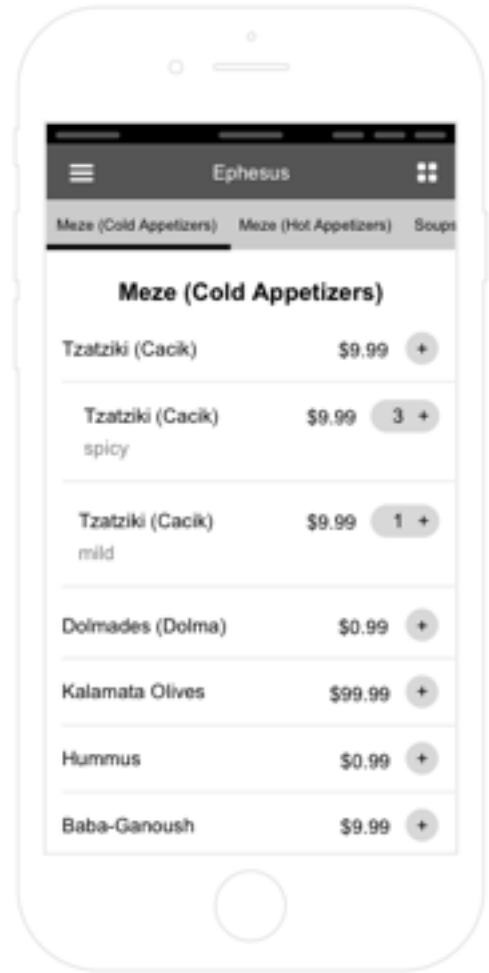 Ephesus
Meze (Cold Appetizers) Meze (Hot Appetizers) Soups
Meze (Cold Appetizers)
Tzatziki (Cacik) $9.99 +
Tzatziki (Cacik) $9.99 3 +
spicy
Tzatziki (Cacik) $9.99 1 +
mild
Dolmades (Dolma) $0.99 +
Kalamata Olives $99.99 +
Hummus $0.99 +
Baba-Ganoush $9.99 +